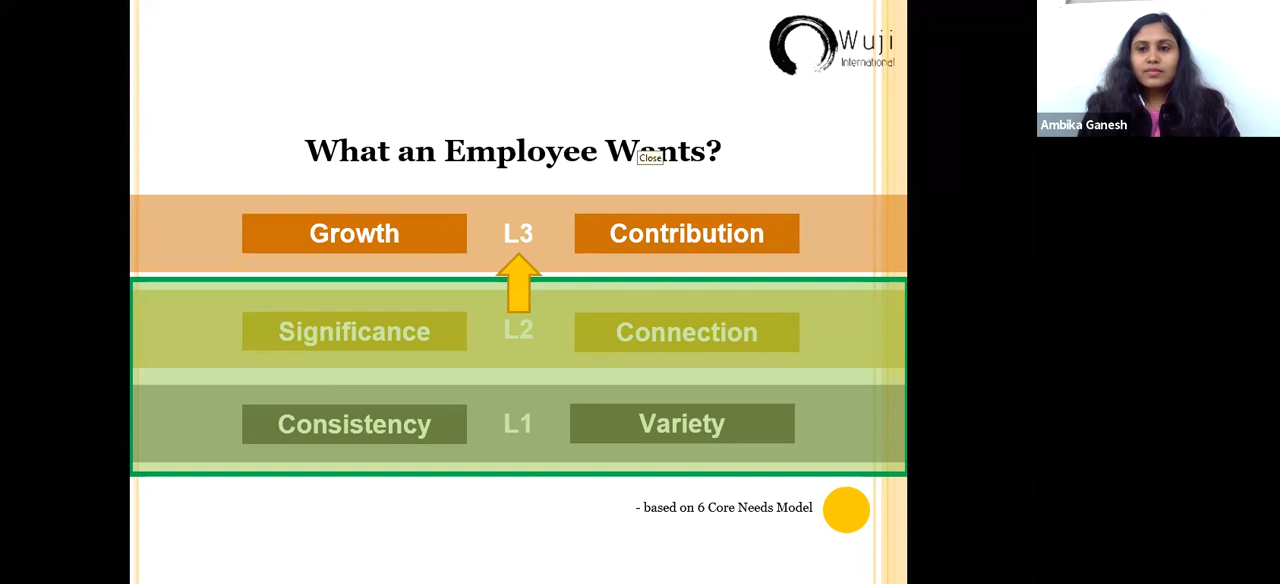 Wuji
International
Ambika Ganesh
What an Employee Wants?
Close
Growth L3 Contribution
Significance L2 Connection
Consistency L1 Variety
- based on 6 Core Needs Model